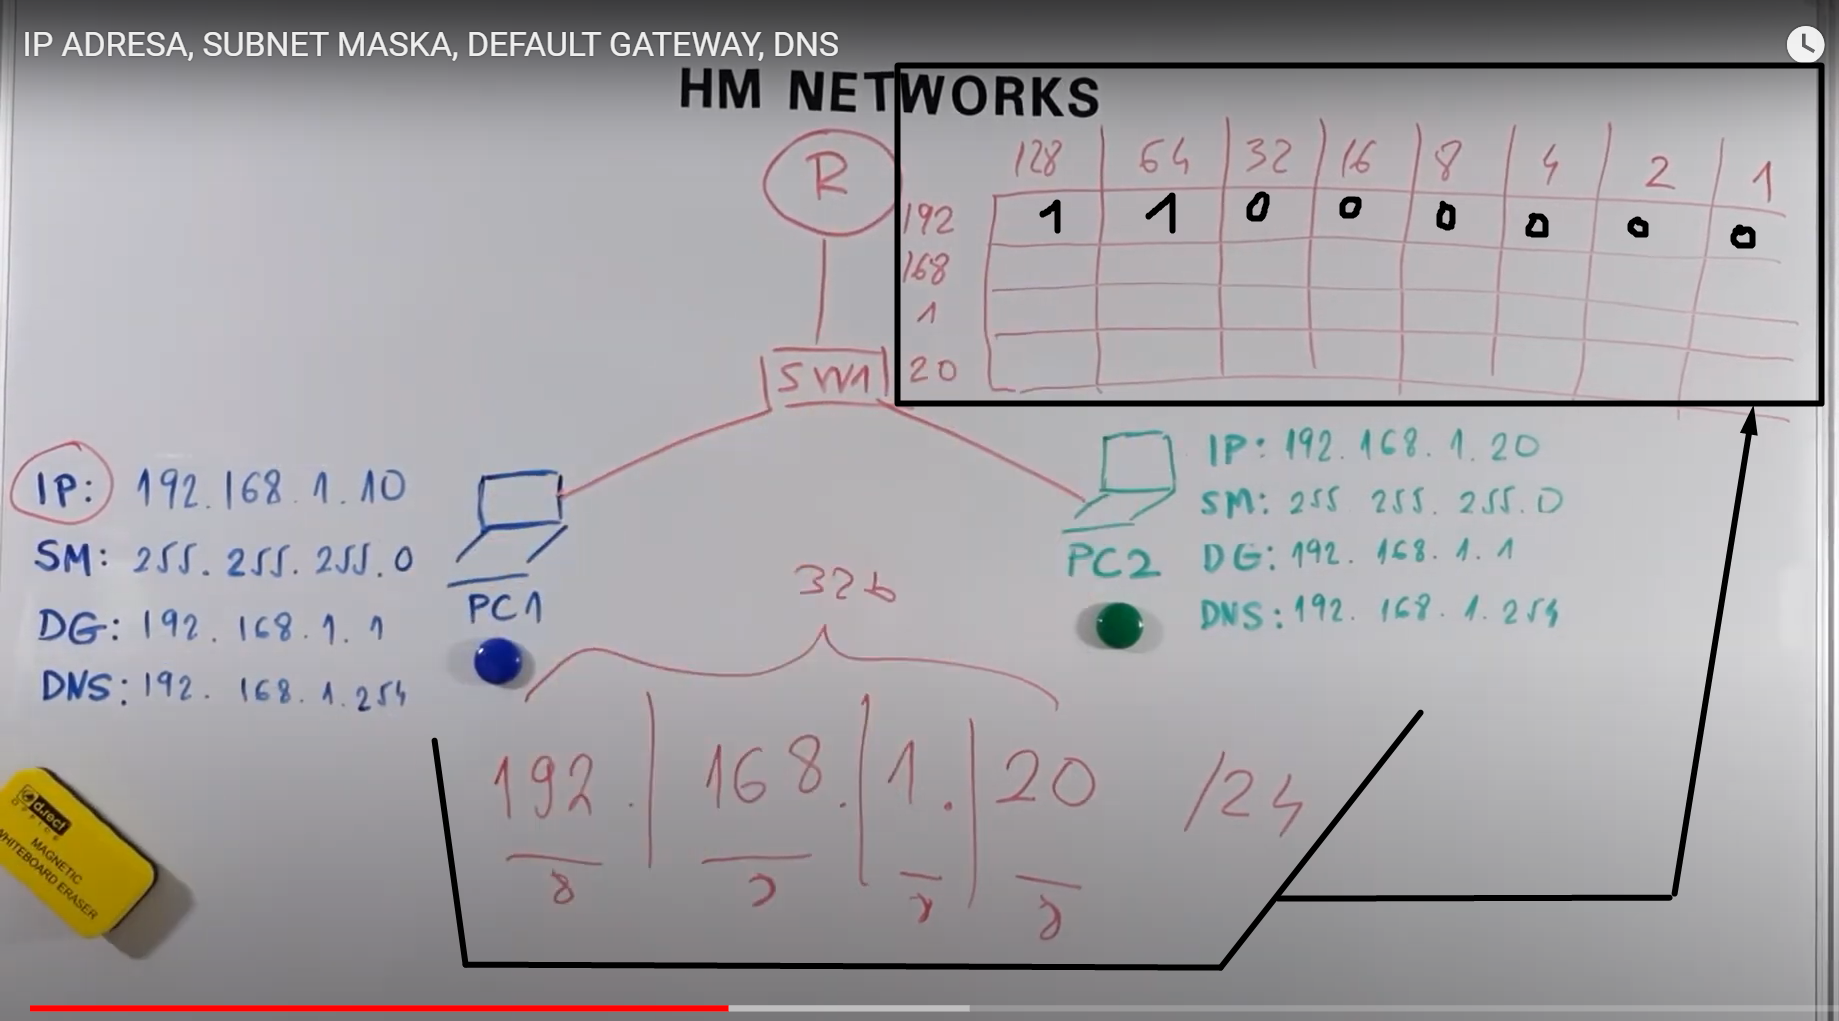 IP ADRESA, SUBNET MASKA, DEFAULT GATEWAY, DNS
HM NETWORKS
R
SW1
128 64 32 16 8 4 2 1
192 1 1 0 0 0 0 0 0
168
1
20
IP: 192.168.1.10
SM: 255.255.255.0
DG: 192.168.1.1
DNS: 192.168.1.254
PC1
IP: 192.168.1.20
SM: 255 255.255.0
DG: 192.168.1.1
DNS: 192.168.1.254
PC2
32b
192.168.1.20 /24
8
d.rect
OFFICE
MAGNETIC
WHITEBOARD ERASER